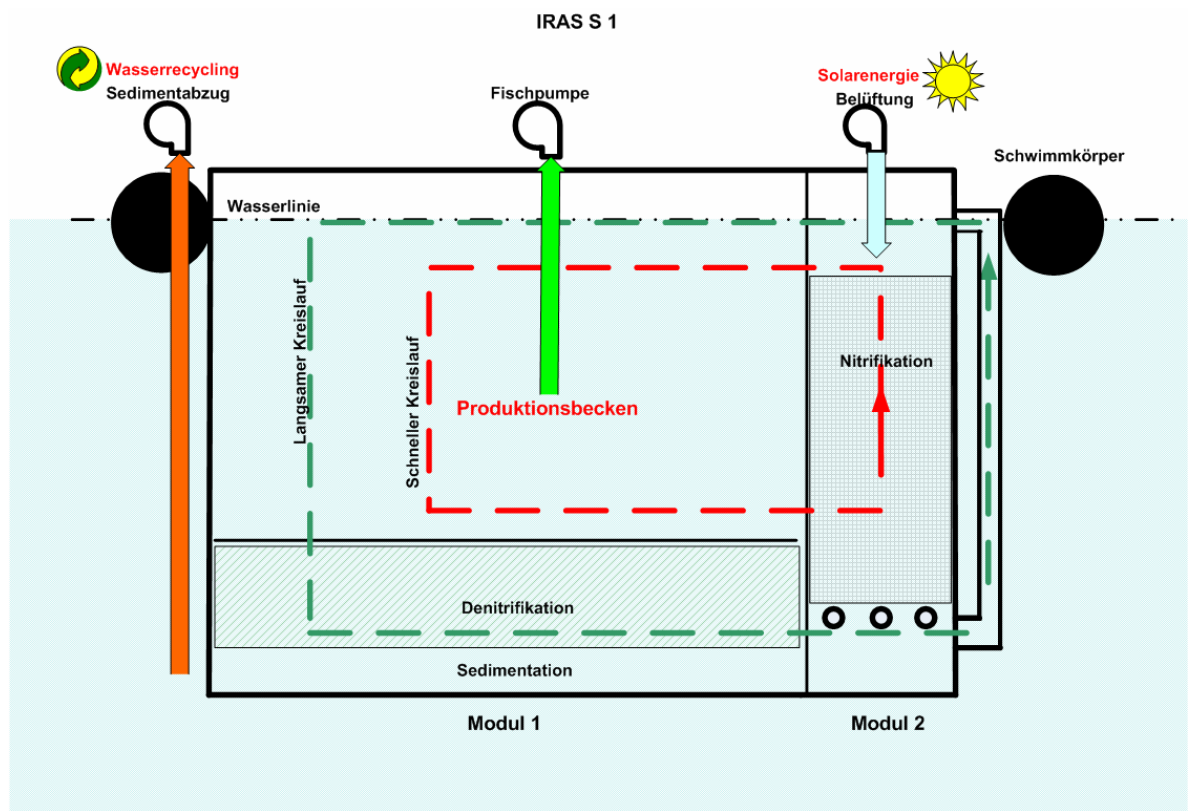 IRAS S 1
Wasserrecycling
Sedimentabzug
Fischpumpe
Solarenergie
Belüftung
Schwimmkörper
Wasserlinie
Langsamer Kreislauf
Schneller Kreislauf
Nitrifikation
Produktionsbecken
Denitrifikation
Sedimentation
Modul 1
Modul 2